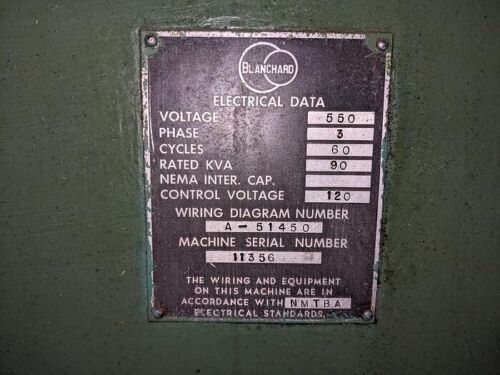 BLANCHARD
ELECTRICAL DATA
VOLTAGE 550
PHASE 3
CYCLES 60
RATED KVA 90
NEMA INTER. CAP.
CONTROL VOLTAGE 120
WIRING DIAGRAM NUMBER
A-51450
MACHINE SERIAL NUMBER
11356
THE WIRING AND EQUIPMENT
ON THIS MACHINE ARE IN
ACCORDANCE WITH NMTBA
ELECTRICAL STANDARDS.